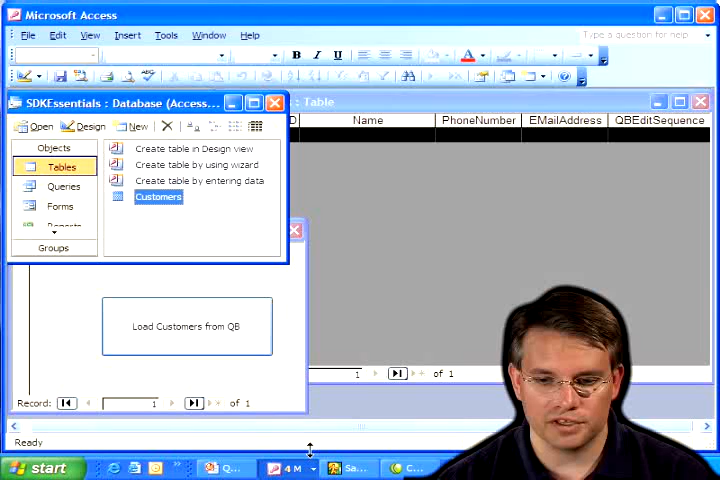 Microsoft Access
File Edit View Insert Tools Window Help
Type a question for help
B I U
SDKEssentials : Database (Access...
: Table
Open Design New
D Name PhoneNumber EMailAddress QBEditSequence
Objects
Tables
Queries
Forms
Reports
Groups
Create table in Design view
Create table by using wizard
Create table by entering data
Customers
Load Customers from QB
1 of 1
Record: 1 of 1
Ready
start Q... 4 M Sa... C...